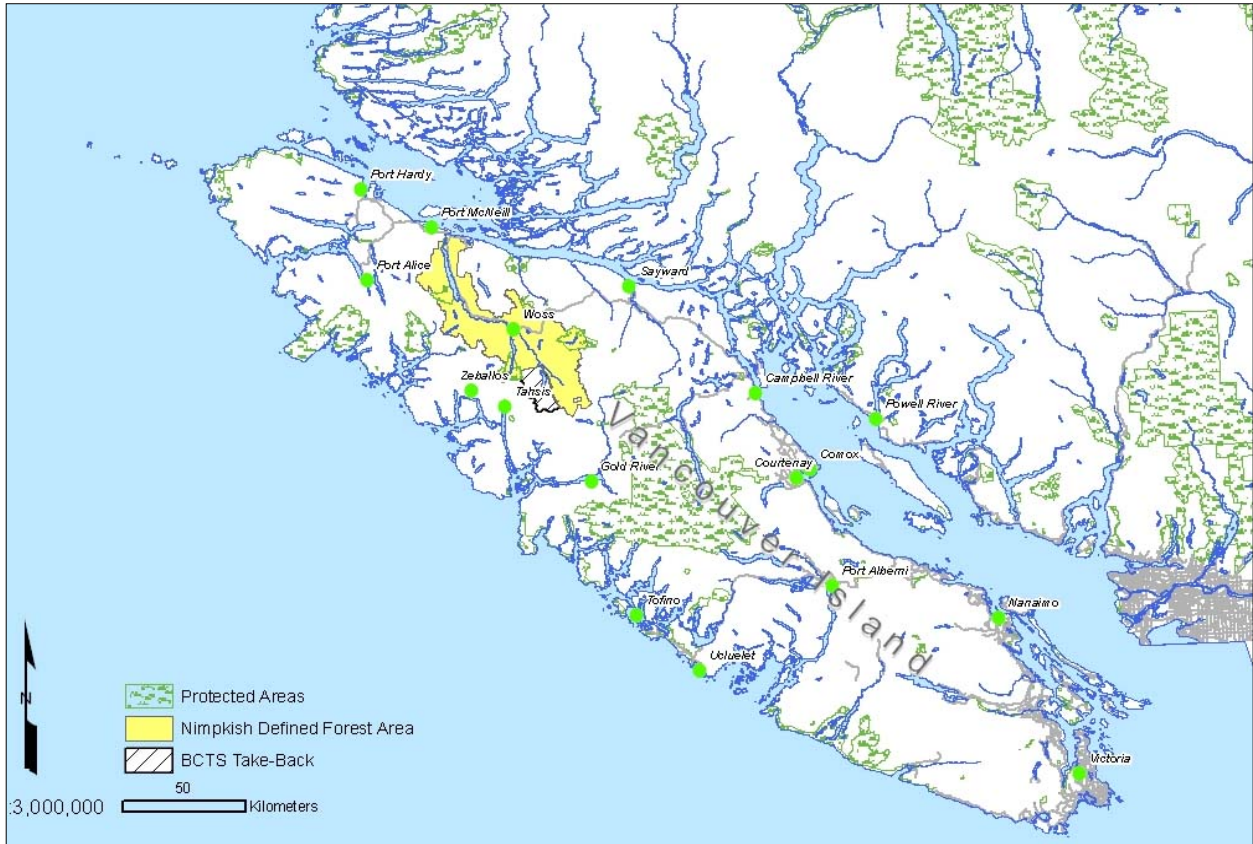 Port Hardy
Port McNeill
Port Alice
Sayward
Woss
Zeballos
Tahsis
Campbell River
Powell River
Vancouver Island
Gold River
Courtenay
Comox
Port Alberni
Tofino
Nanaimo
Ucluelet
Victoria
N
Protected Areas
Nimpkish Defined Forest Area
BCTS Take-Back
50
:3,000,000
Kilometers